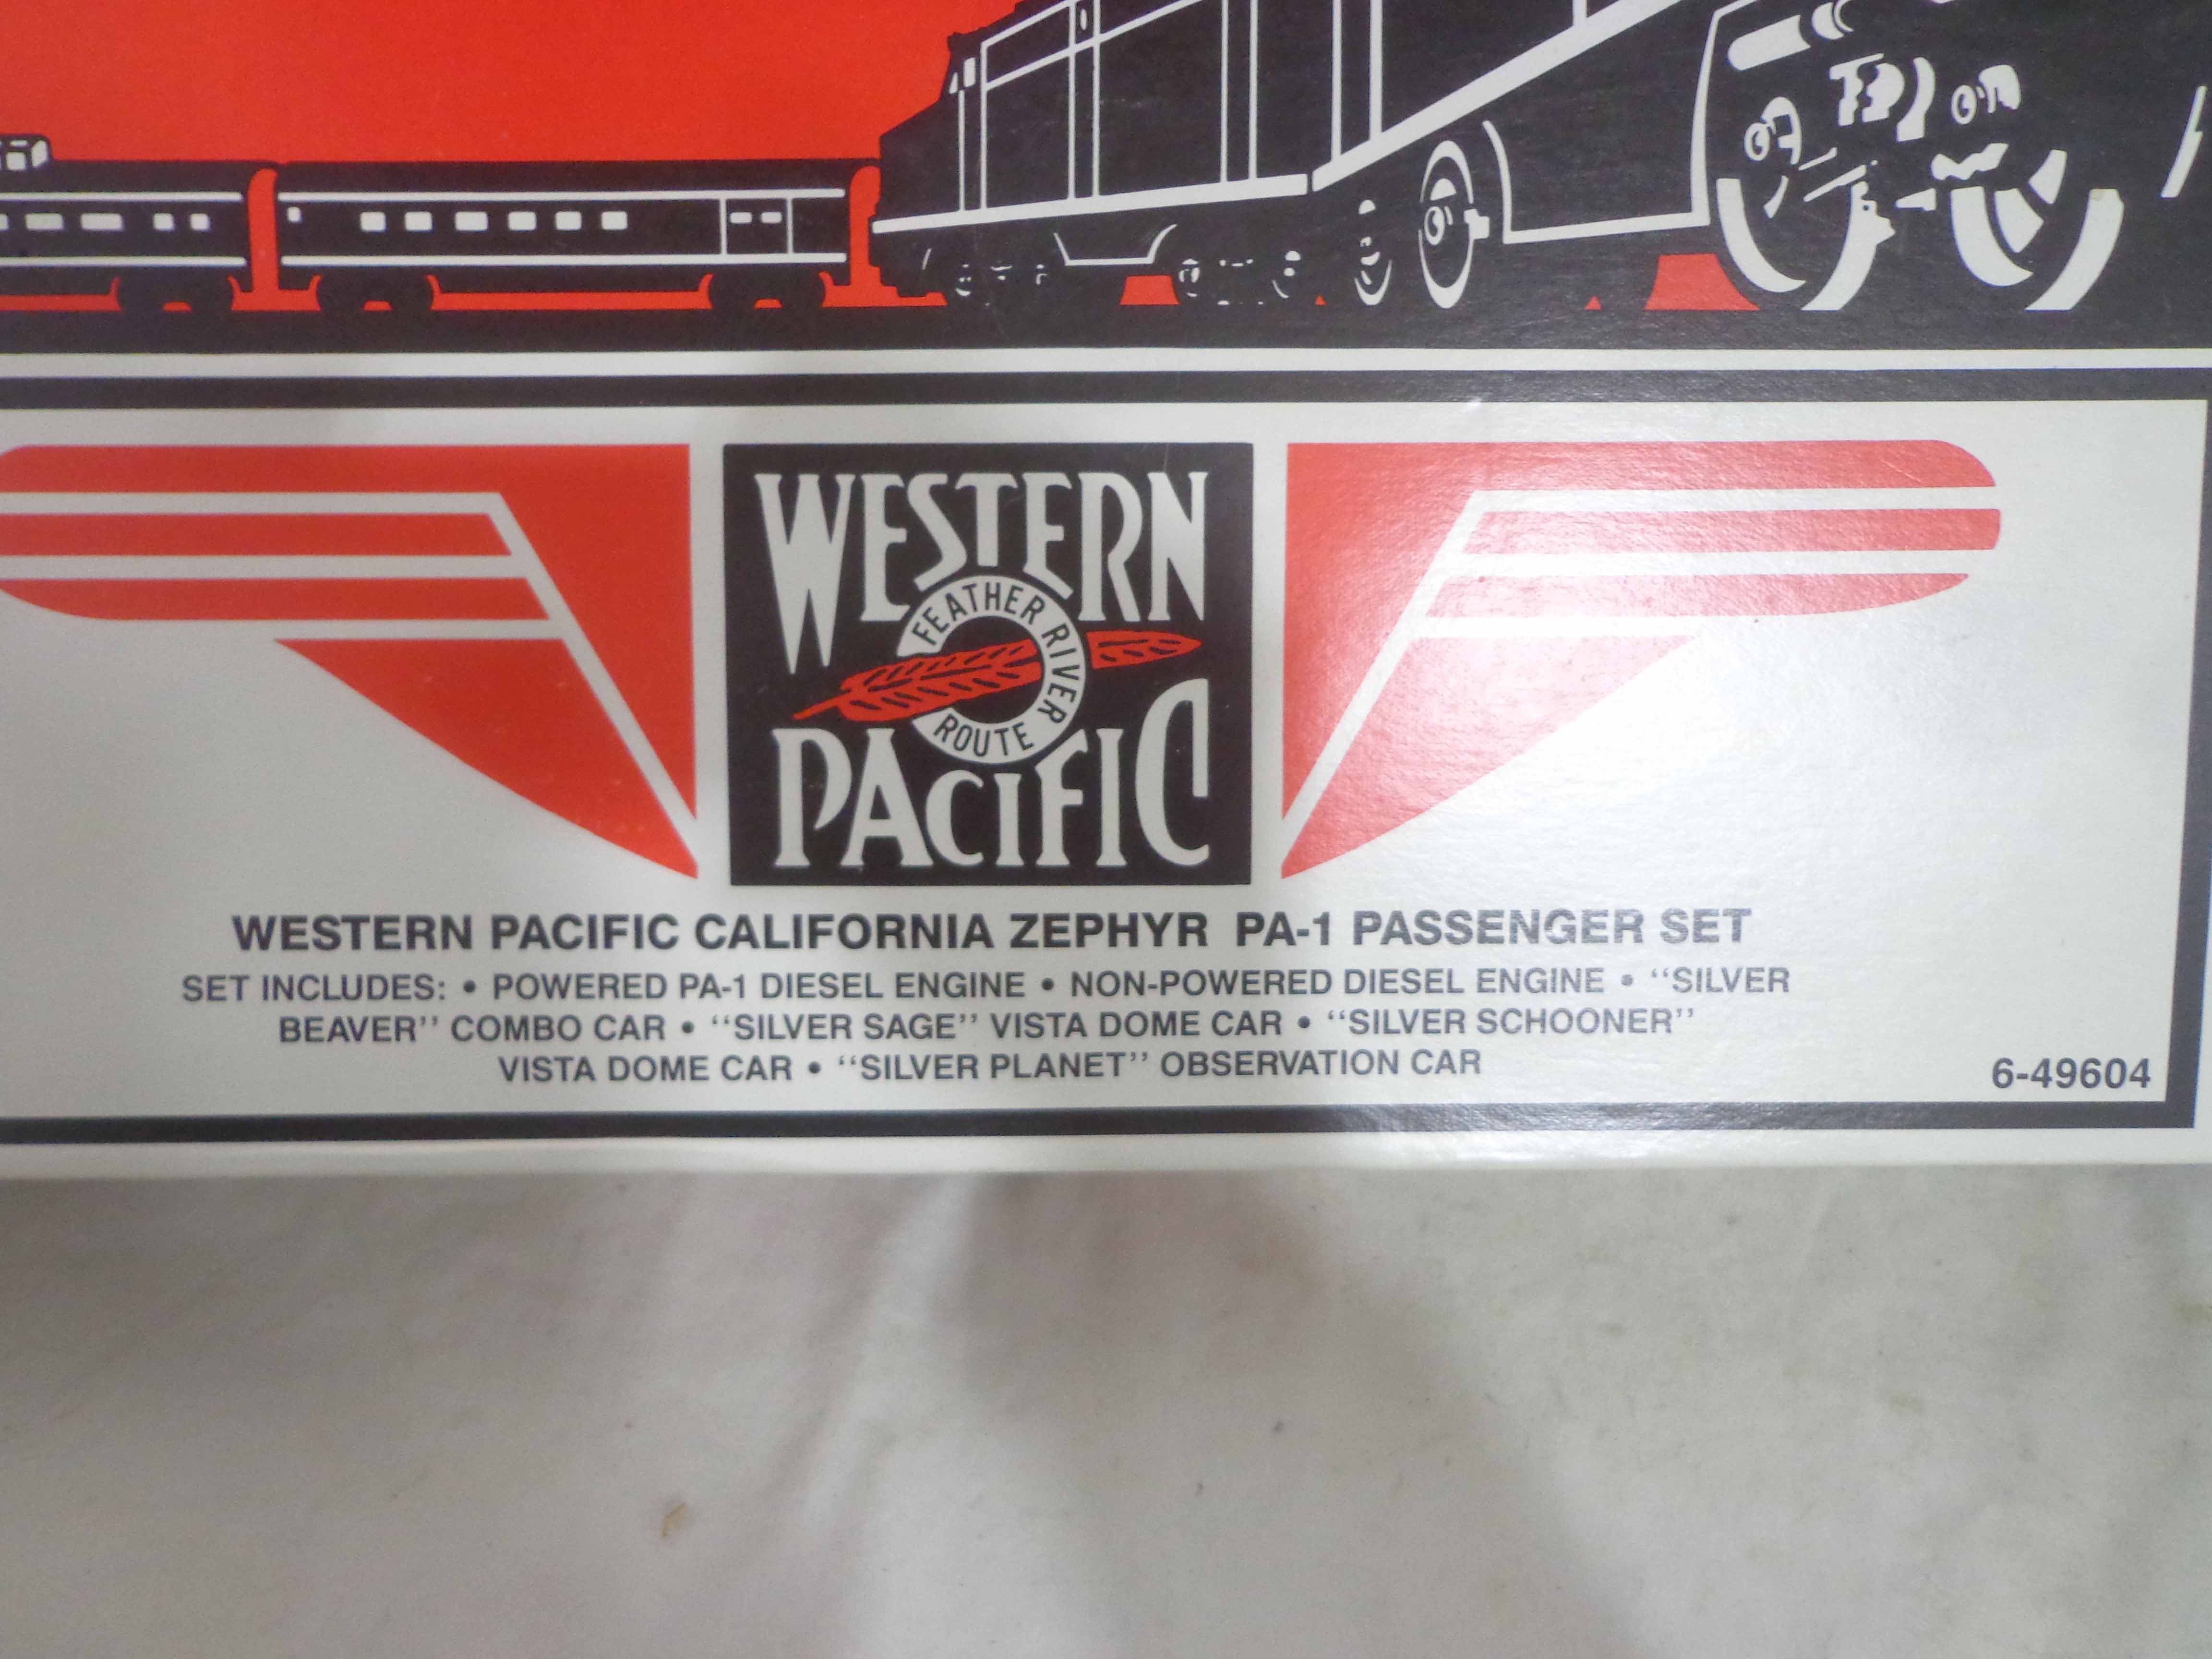 WESTERN
FEATHER RIVER
ROUTE
PACIFIC
WESTERN PACIFIC CALIFORNIA ZEPHYR PA-1 PASSENGER SET
SET INCLUDES: • POWERED PA-1 DIESEL ENGINE • NON-POWERED DIESEL ENGINE • "SILVER
BEAVER" COMBO CAR • "SILVER SAGE" VISTA DOME CAR • "SILVER SCHOONER"
VISTA DOME CAR • "SILVER PLANET" OBSERVATION CAR
6-49604